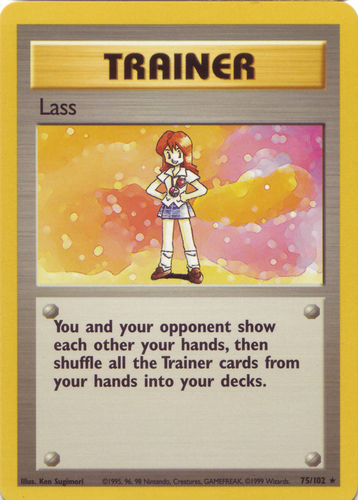 TRAINER
Lass
You and your opponent show
each other your hands, then
shuffle all the Trainer cards from
your hands into your decks.
Illus. Ken Sugimori ©1995, 96, 98 Nintendo, Creatures, GAMEFREAK. ©1999 Wizards. 75/102 ★